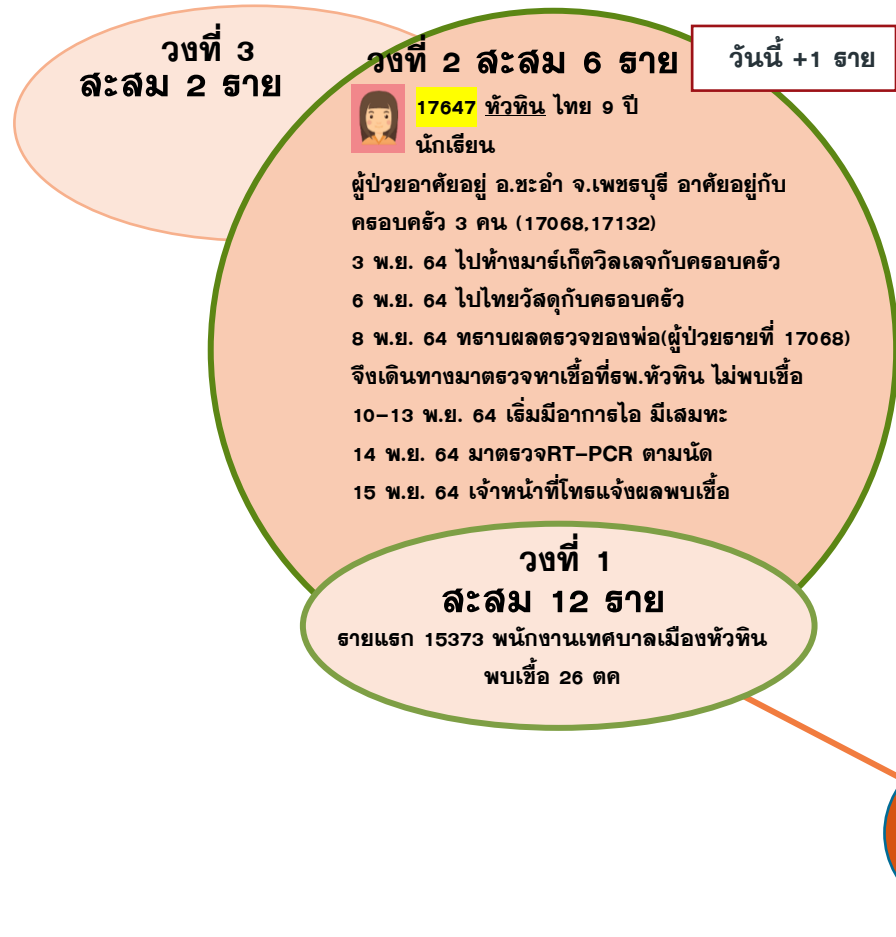 วงที่ 3
สะสม 2 ราย
วงที่ 2 สะสม 6 ราย
วันนี้ +1 ราย
17647 หัวหิน ไทย 9 ปี
นักเรียน
ผู้ป่วยอาศัยอยู่ อ.ชะอำ จ.เพชรบุรี อาศัยอยู่กับ
ครอบครัว 3 คน (17068,17132)
3 พ.ย. 64 ไปห้างมาร์เก็ตวิลเลจกับครอบครัว
6 พ.ย. 64 ไปไทยวัสดุกับครอบครัว
8 พ.ย. 64 ทราบผลตรวจของพ่อ(ผู้ป่วยรายที่ 17068)
จึงเดินทางมาตรวจหาเชื้อที่รพ.หัวหิน ไม่พบเชื้อ
10–13 พ.ย. 64 เริ่มมีอาการไอ มีเสมหะ
14 พ.ย. 64 มาตรวจRT–PCR ตามนัด
15 พ.ย. 64 เจ้าหน้าที่โทรแจ้งผลพบเชื้อ
วงที่ 1
สะสม 12 ราย
รายแรก 15373 พนักงานเทศบาลเมืองหัวหิน
พบเชื้อ 26 ตค